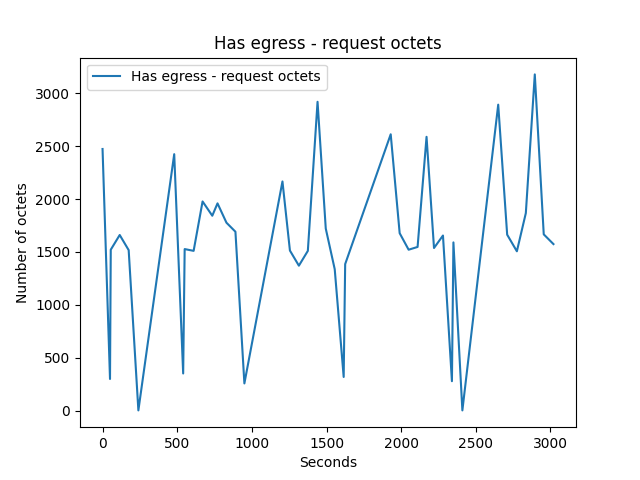 Has egress - request octets
Has egress - request octets
Number of octets
3000
2500
2000
1500
1000
500
0
0 500 1000 1500 2000 2500 3000
Seconds